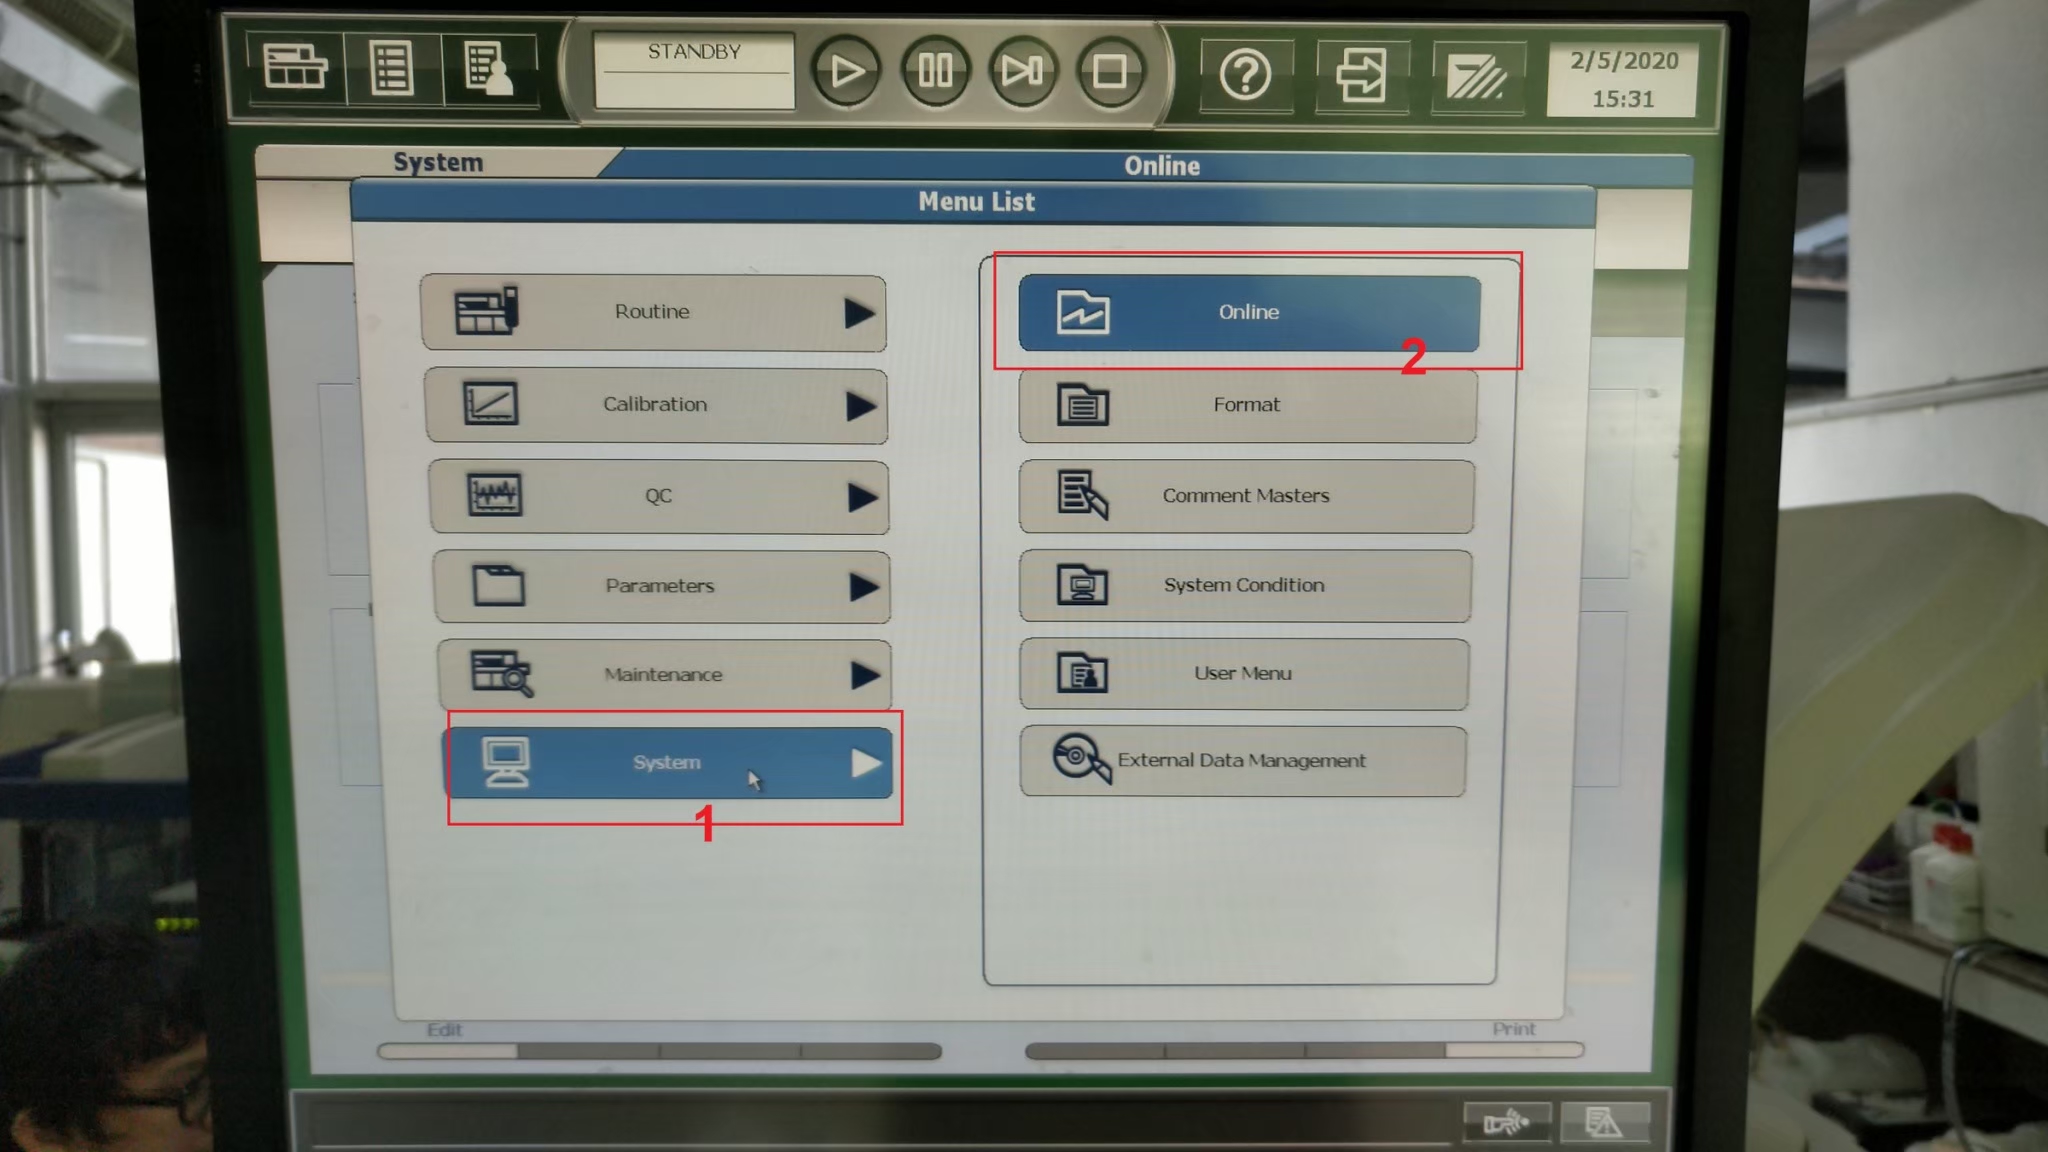 STANDBY
2/5/2020
15:31
System
Online
Menu List
Routine
Online
2
Calibration
Format
QC
Comment Masters
Parameters
System Condition
Maintenance
User Menu
System
External Data Management
1
Edit
Print